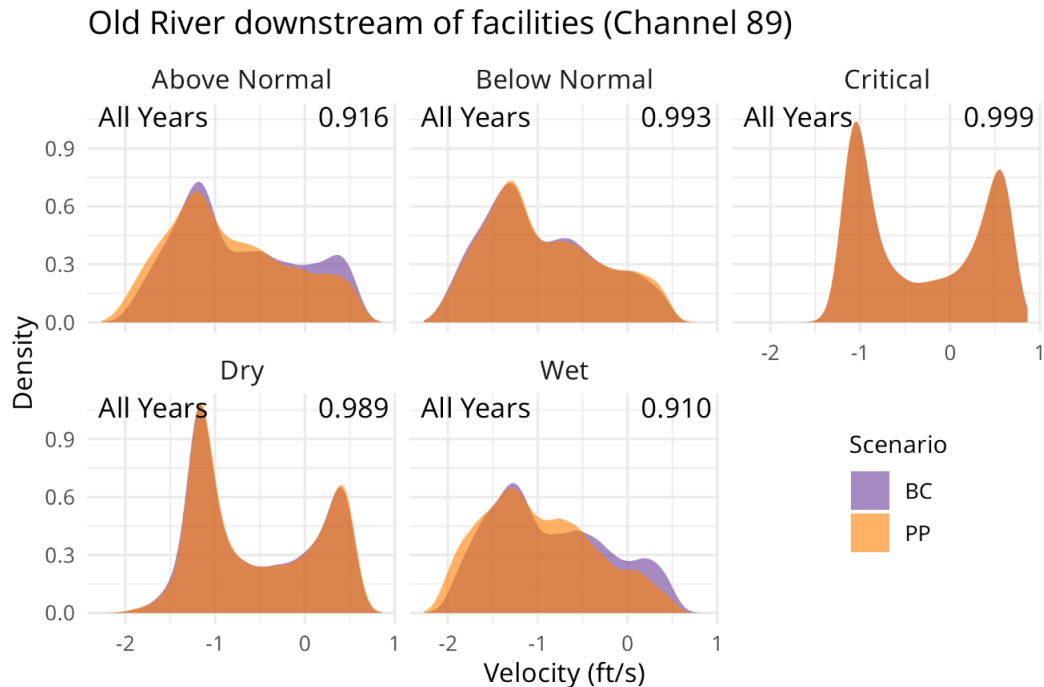 Old River downstream of facilities (Channel 89)
Above Normal
Below Normal
Critical
All Years 0.916
All Years 0.993
All Years 0.999
0.9
0.6
0.3
0.0
-2 -1 0 1
Density
Dry
Wet
All Years 0.989
All Years 0.910
0.9
0.6
0.3
0.0
-2 -1 0 1
-2 -1 0 1
Velocity (ft/s)
Scenario
BC
PP